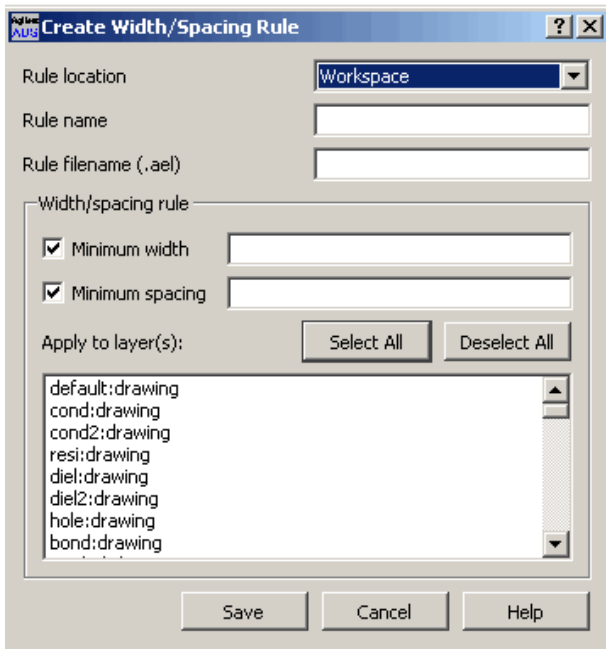 Agilent
ADS
Create Width/Spacing Rule
Rule location
Workspace
Rule name
Rule filename (.ael)
Width/spacing rule
Minimum width
Minimum spacing
Apply to layer(s):
Select All
Deselect All
default:drawing
cond:drawing
cond2:drawing
resi:drawing
diel:drawing
diel2:drawing
hole:drawing
bond:drawing
Save
Cancel
Help